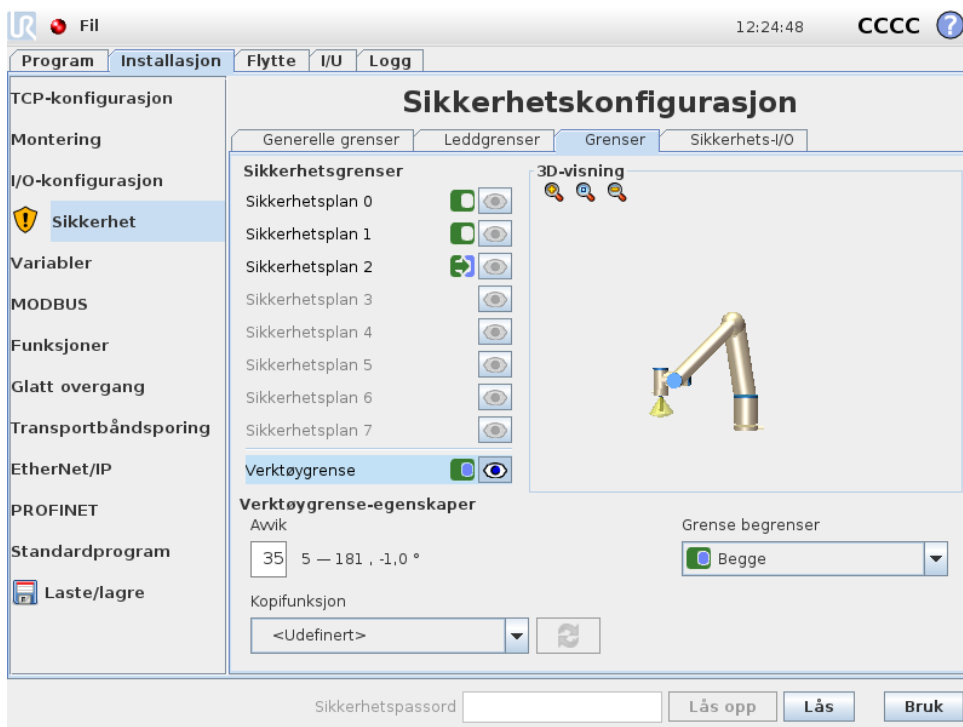 UR Fil 12:24:48 CCCC ?
Program Installasjon Flytte I/U Logg
TCP-konfigurasjon
Montering
I/O-konfigurasjon
Sikkerhet
Variabler
MODBUS
Funksjoner
Glatt overgang
Transportbåndsporing
EtherNet/IP
PROFINET
Standardprogram
Laste/lagre
Sikkerhetskonfigurasjon
Generelle grenser Leddgrenser Grenser Sikkerhets-I/O
Sikkerhetsgrenser
Sikkerhetsplan 0
Sikkerhetsplan 1
Sikkerhetsplan 2
Sikkerhetsplan 3
Sikkerhetsplan 4
Sikkerhetsplan 5
Sikkerhetsplan 6
Sikkerhetsplan 7
Verktøygrense
3D-visning
Verktøygrense-egenskaper
Avvik
35 5 — 181 , -1,0 °
Grense begrenser
Begge
Kopifunksjon
<Udefinert>
Sikkerhetspassord Lås opp Lås Bruk